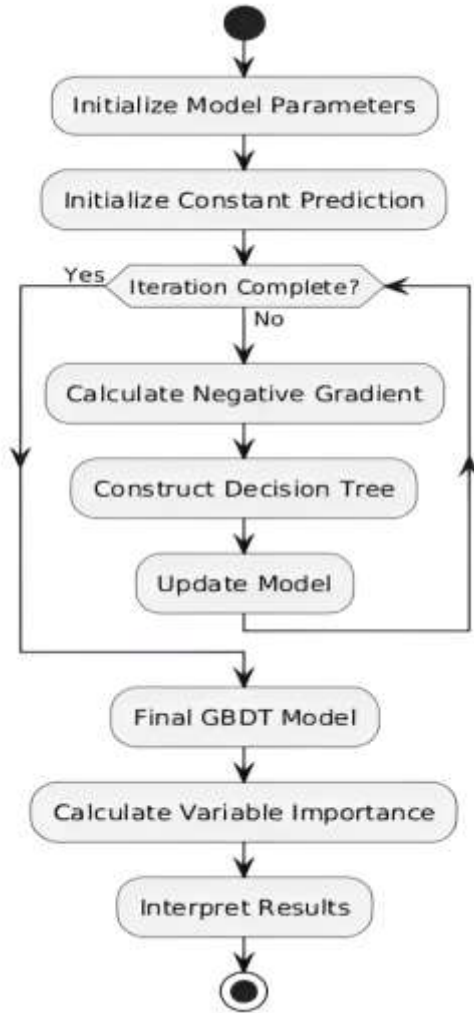 Initialize Model Parameters
Initialize Constant Prediction
Yes
Iteration Complete?
No
Calculate Negative Gradient
Construct Decision Tree
Update Model
Final GBDT Model
Calculate Variable Importance
Interpret Results